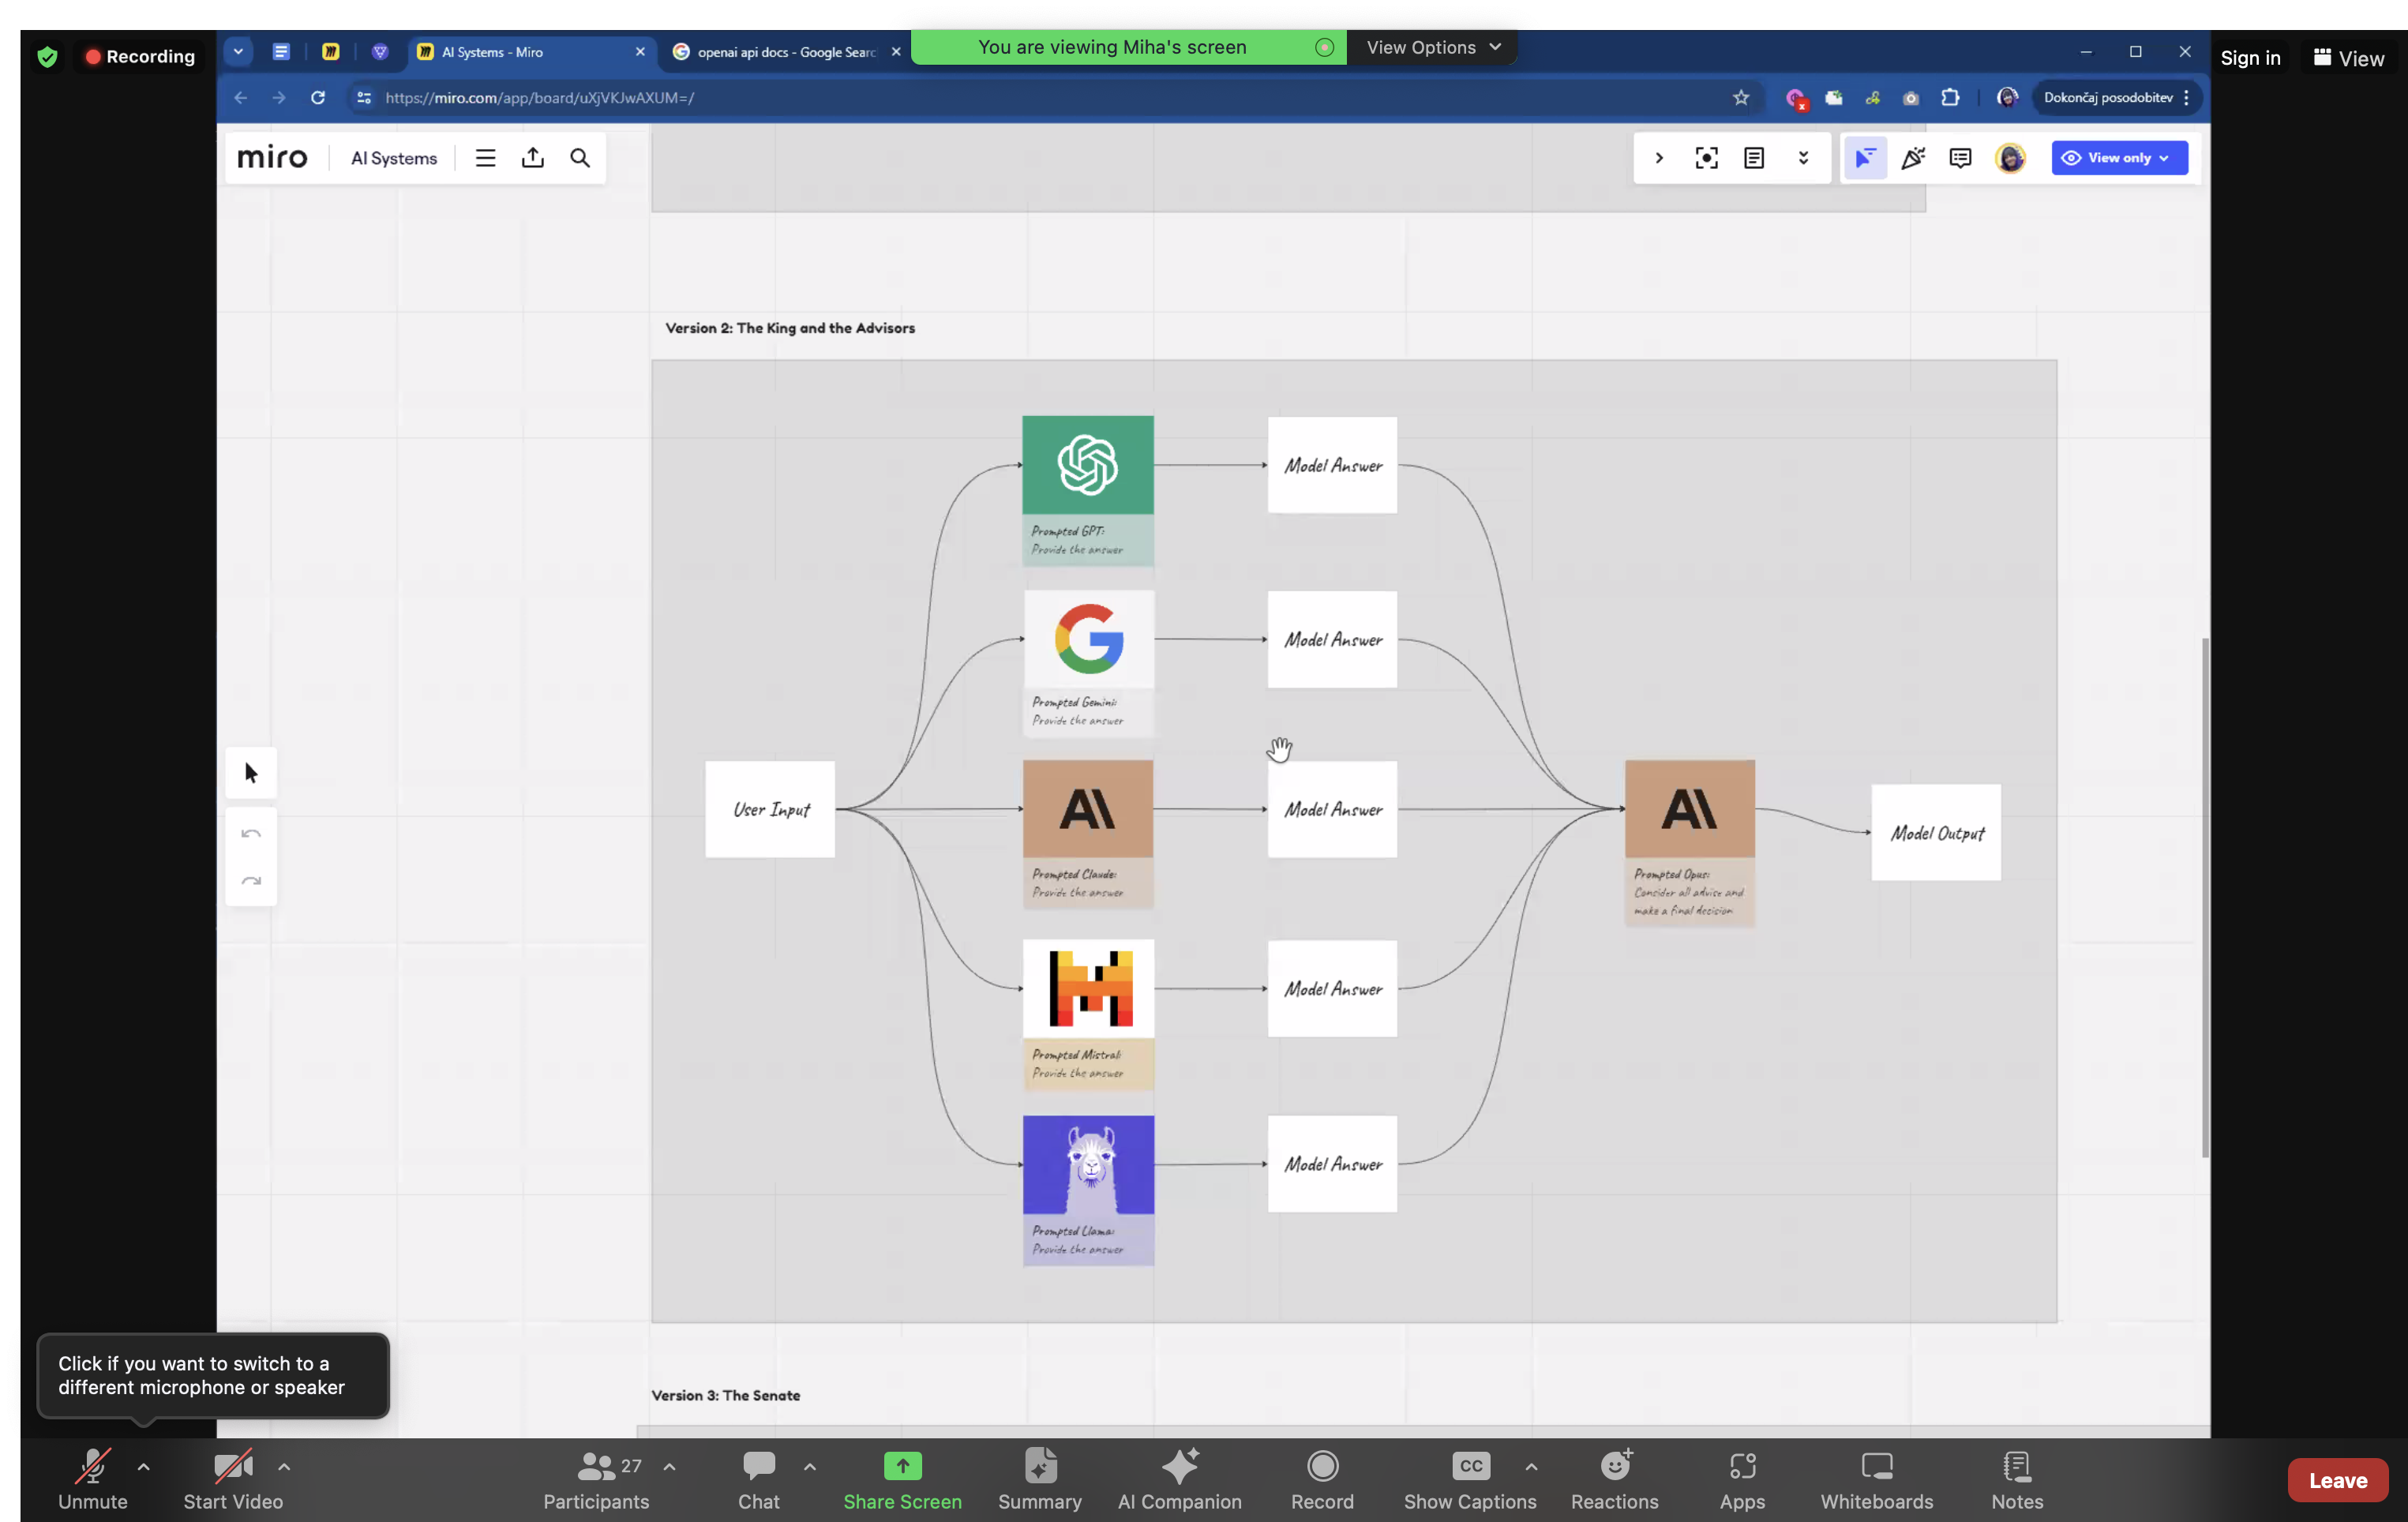 Recording
AI Systems - Miro
openai api docs - Google Searc
You are viewing Miha's screen
View Options
Sign in
View
https://miro.com/app/board/uXjVKJwAXUM=/
Dokončaj posodobitev
miro
AI Systems
View only
Version 2: The King and the Advisors
Prompted GPT:
Provide the answer
Model Answer
Prompted Gemini:
Provide the answer
Model Answer
User Input
Prompted Claude:
Provide the answer
Model Answer
Prompted Opus:
Consider all advise and
make a final decision
Model Output
Prompted Mistral:
Provide the answer
Model Answer
Prompted Llama:
Provide the answer
Model Answer
Version 3: The Senate
Click if you want to switch to a
different microphone or speaker
Unmute
Start Video
27
Participants
Chat
Share Screen
Summary
AI Companion
Record
CC
Show Captions
Reactions
Apps
Whiteboards
Notes
Leave